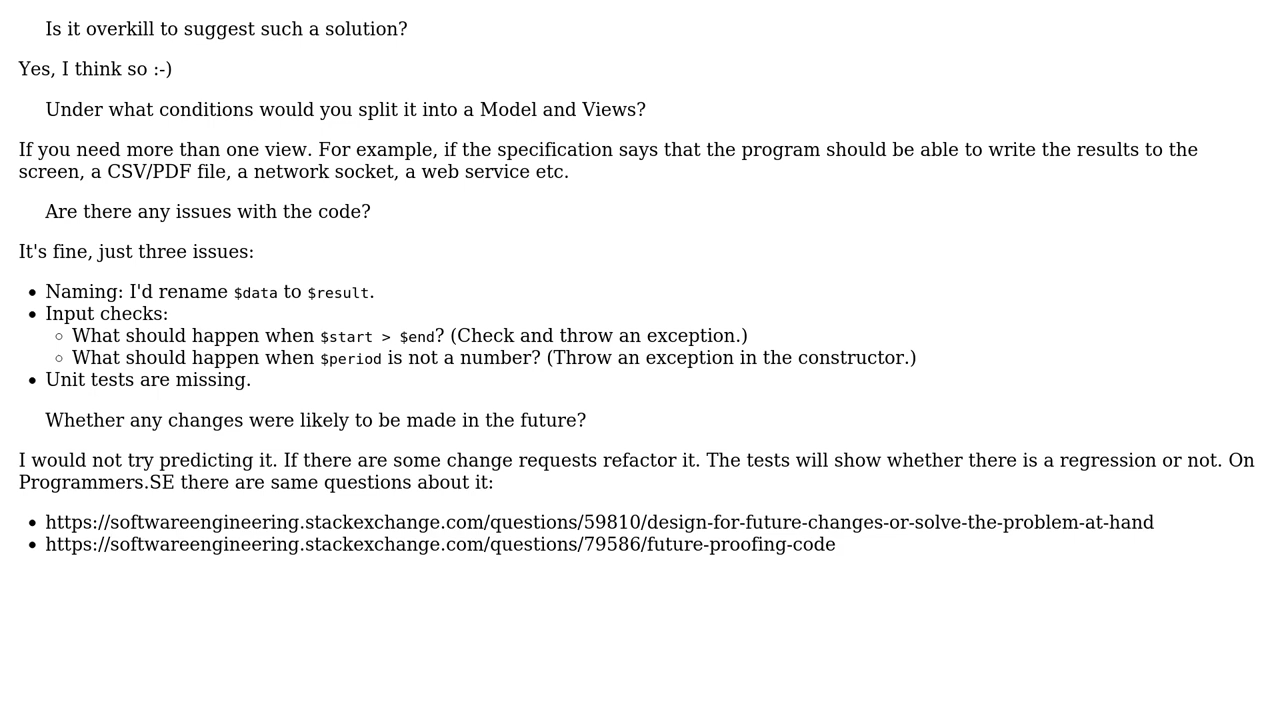 Is it overkill to suggest such a solution?
Yes, I think so :-)
Under what conditions would you split it into a Model and Views?
If you need more than one view. For example, if the specification says that the program should be able to write the results to the
screen, a CSV/PDF file, a network socket, a web service etc.
Are there any issues with the code?
It's fine, just three issues:
• Naming: I'd rename $data to $result.
• Input checks:
◦ What should happen when $start > $end? (Check and throw an exception.)
◦ What should happen when $period is not a number? (Throw an exception in the constructor.)
• Unit tests are missing.
Whether any changes were likely to be made in the future?
I would not try predicting it. If there are some change requests refactor it. The tests will show whether there is a regression or not. On
Programmers.SE there are same questions about it:
• https://softwareengineering.stackexchange.com/questions/59810/design-for-future-changes-or-solve-the-problem-at-hand
• https://softwareengineering.stackexchange.com/questions/79586/future-proofing-code